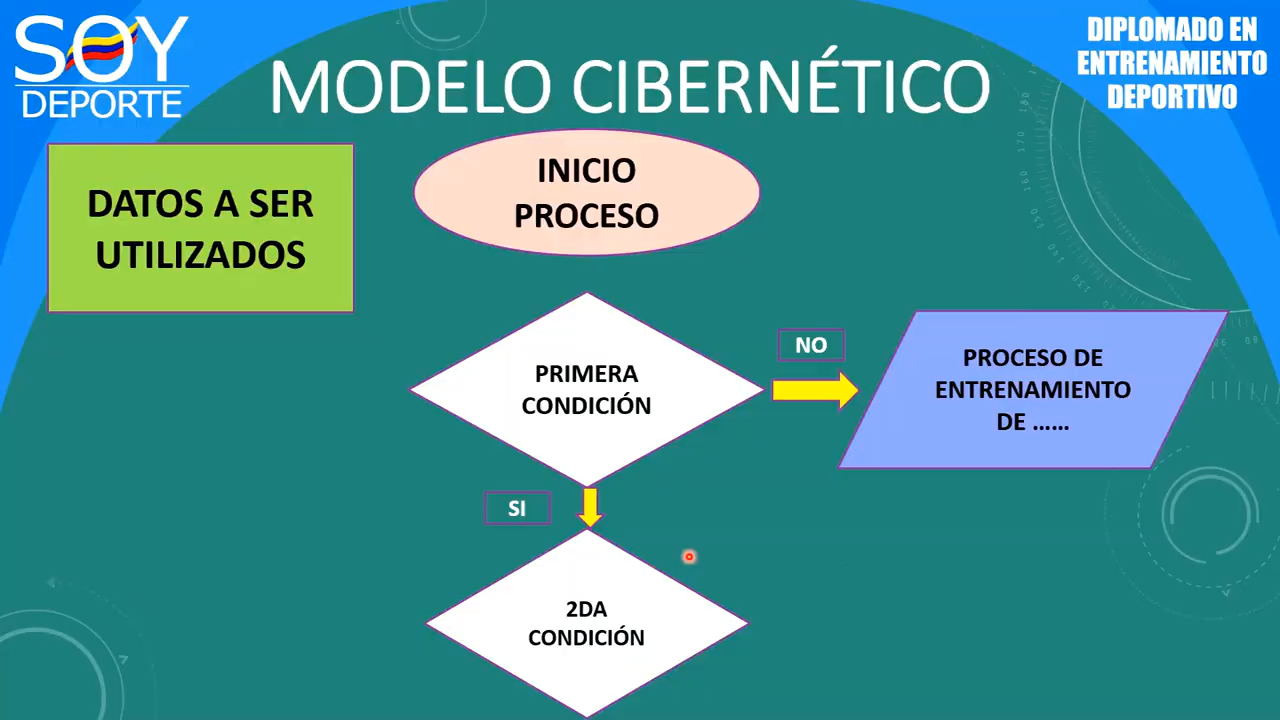 SOY
DEPORTE
DIPLOMADO EN
ENTRENAMIENTO
DEPORTIVO
MODELO CIBERNÉTICO
DATOS A SER
UTILIZADOS
INICIO
PROCESO
PRIMERA
CONDICIÓN
NO
PROCESO DE
ENTRENAMIENTO
DE ......
SI
2DA
CONDICIÓN